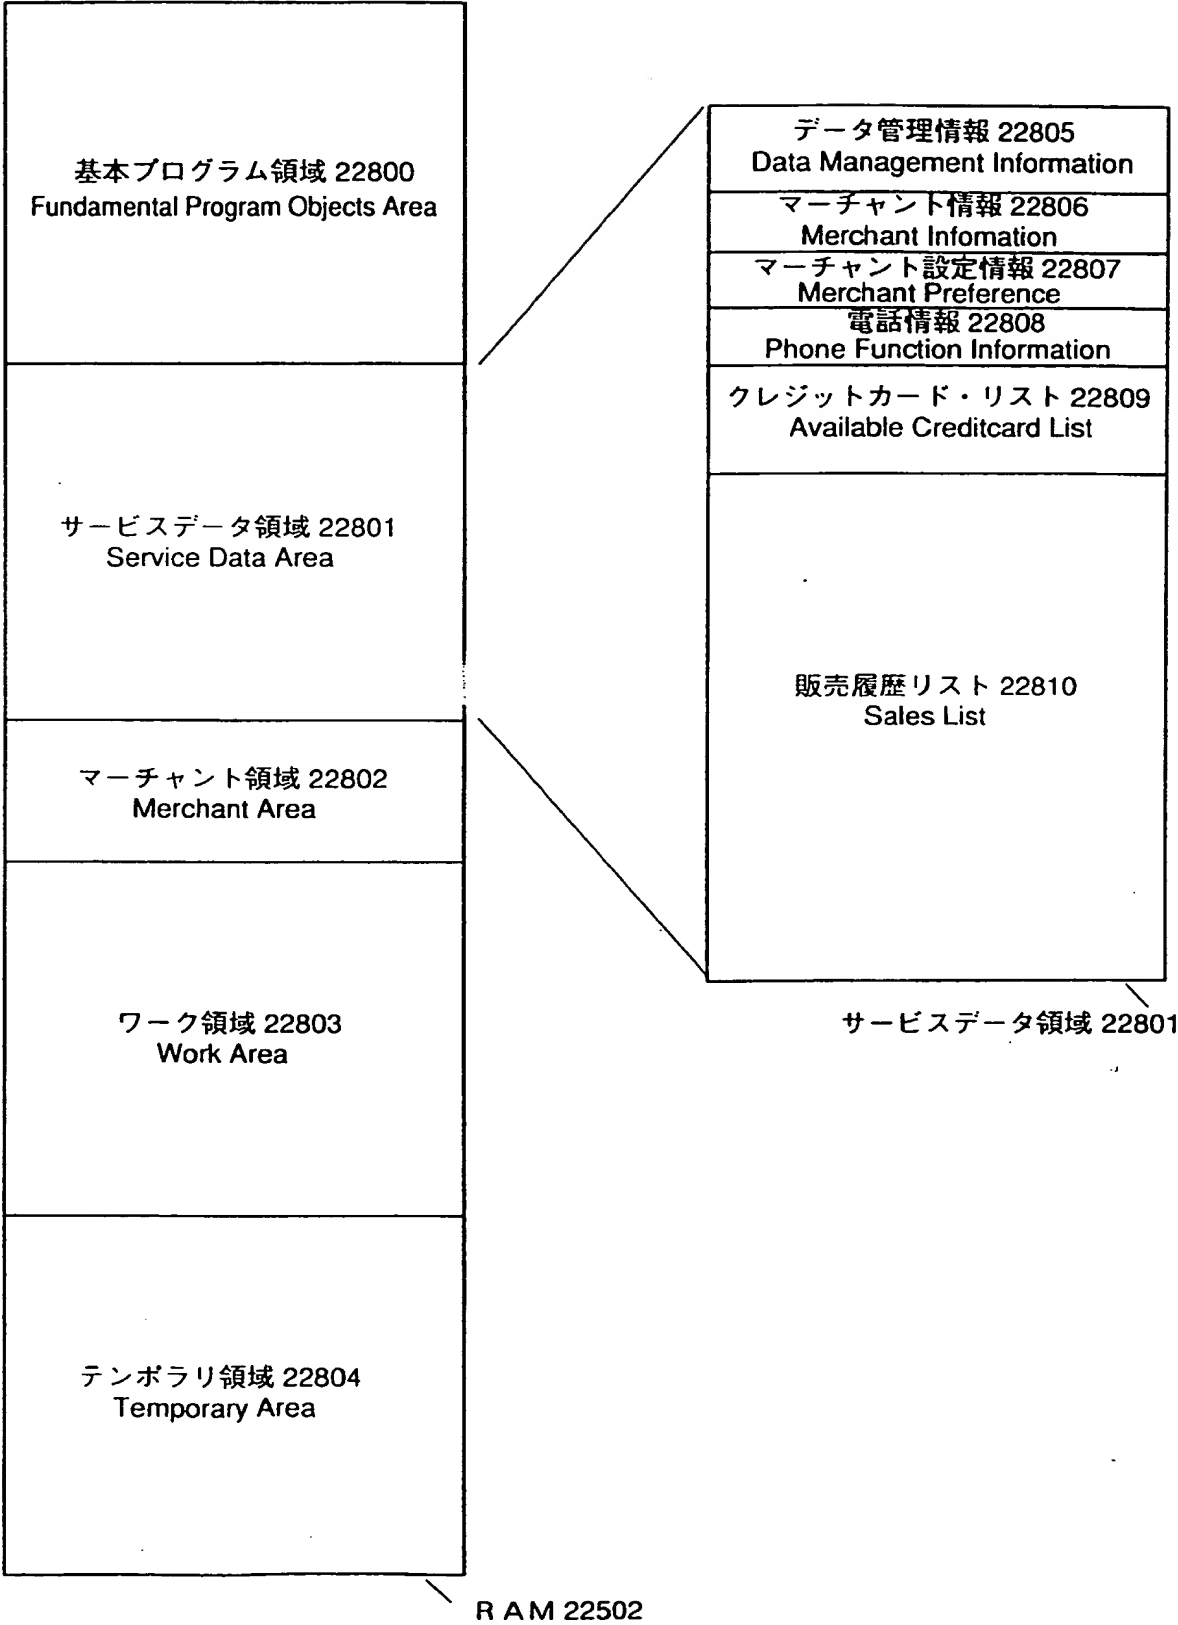 基本プログラム領域 22800
Fundamental Program Objects Area
サービスデータ領域 22801
Service Data Area
マーチャント領域 22802
Merchant Area
ワーク領域 22803
Work Area
テンポラリ領域 22804
Temporary Area
RAM 22502
データ管理情報 22805
Data Management Information
マーチャント情報 22806
Merchant Infomation
マーチャント設定情報 22807
Merchant Preference
電話情報 22808
Phone Function Information
クレジットカード・リスト 22809
Available Creditcard List
販売履歴リスト 22810
Sales List
サービスデータ領域 22801